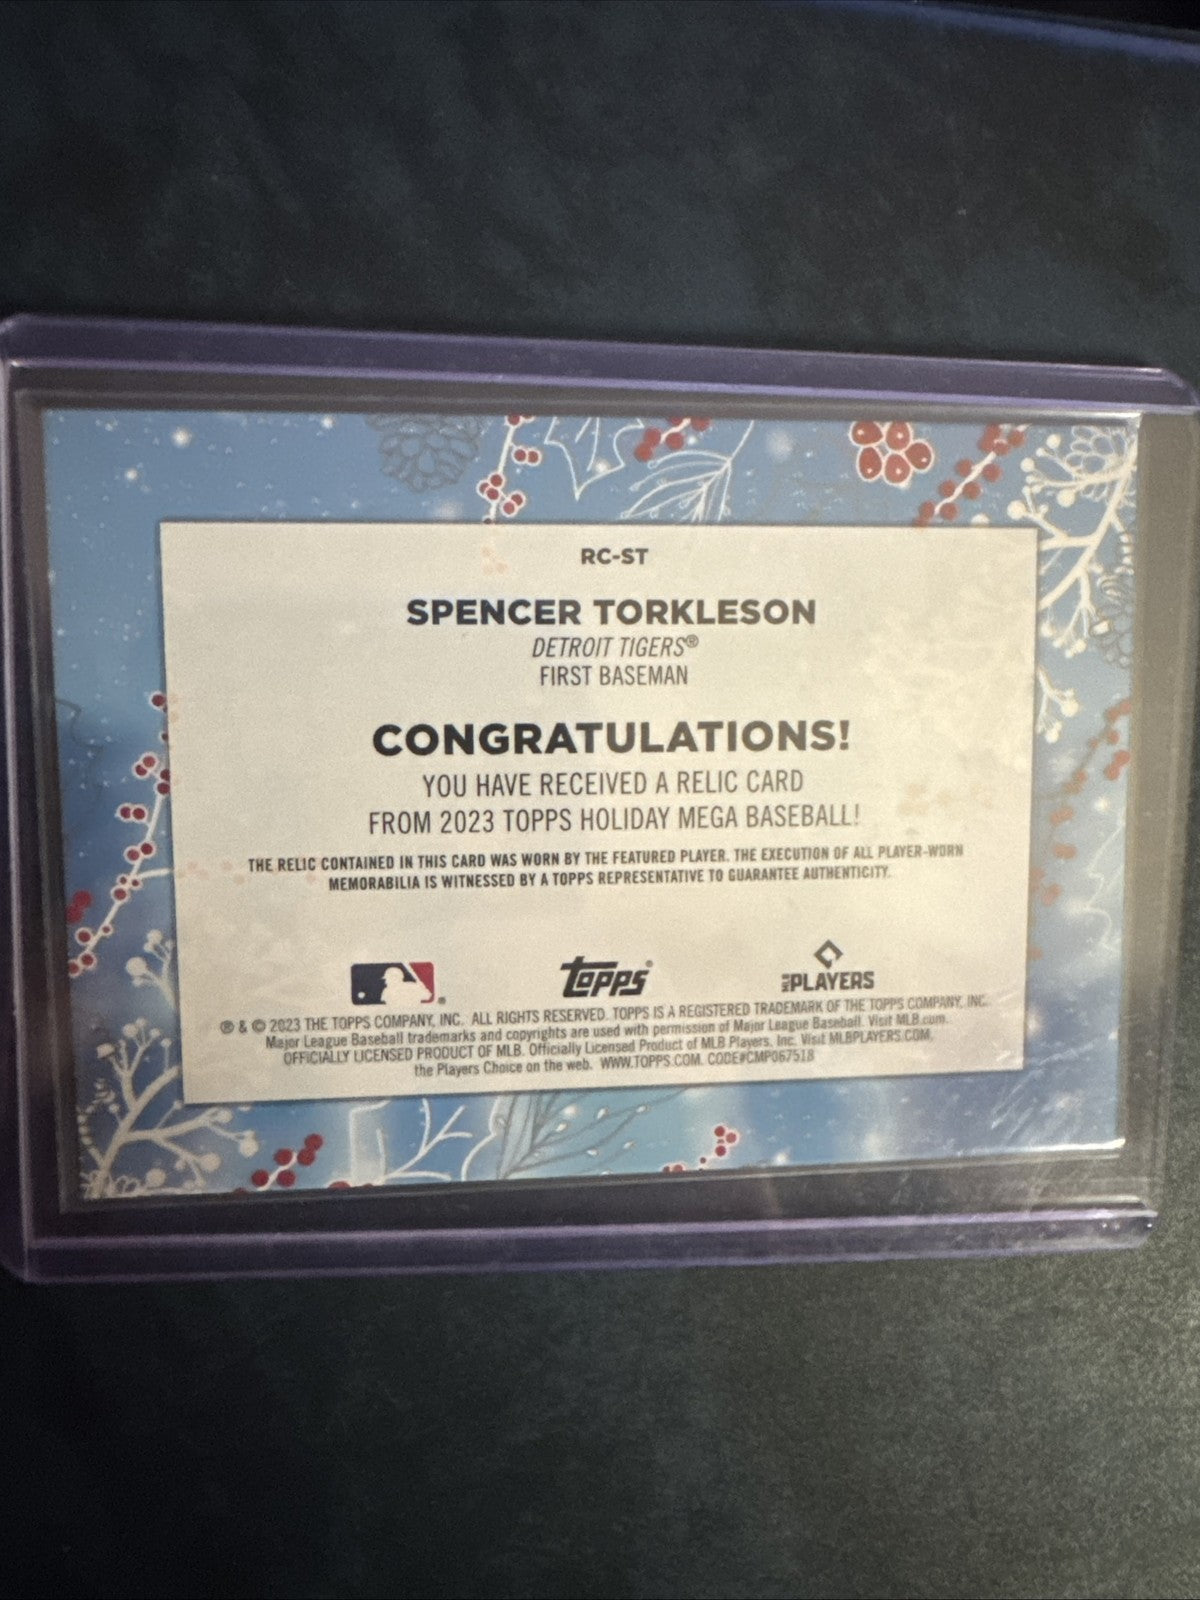 RC-ST
SPENCER TORKLESON
DETROIT TIGERS®
FIRST BASEMAN
CONGRATULATIONS!
YOU HAVE RECEIVED A RELIC CARD
FROM 2023 TOPPS HOLIDAY MEGA BASEBALL!
THE RELIC CONTAINED IN THIS CARD WAS WORN BY THE FEATURED PLAYER. THE EXECUTION OF ALL PLAYER-WORN
MEMORABILIA IS WITNESSED BY A TOPPS REPRESENTATIVE TO GUARANTEE AUTHENTICITY.
®
Topps®
MLB PLAYERS
® & © 2023 THE TOPPS COMPANY, INC. ALL RIGHTS RESERVED. TOPPS IS A REGISTERED TRADEMARK OF THE TOPPS COMPANY, INC.
Major League Baseball trademarks and copyrights are used with permission of Major League Baseball. Visit MLB.com.
OFFICIALLY LICENSED PRODUCT OF MLB. Officially Licensed Product of MLB Players, Inc. Visit MLBPLAYERS.COM,
the Players Choice on the web. WWW.TOPPS.COM. CODE#CMP067518